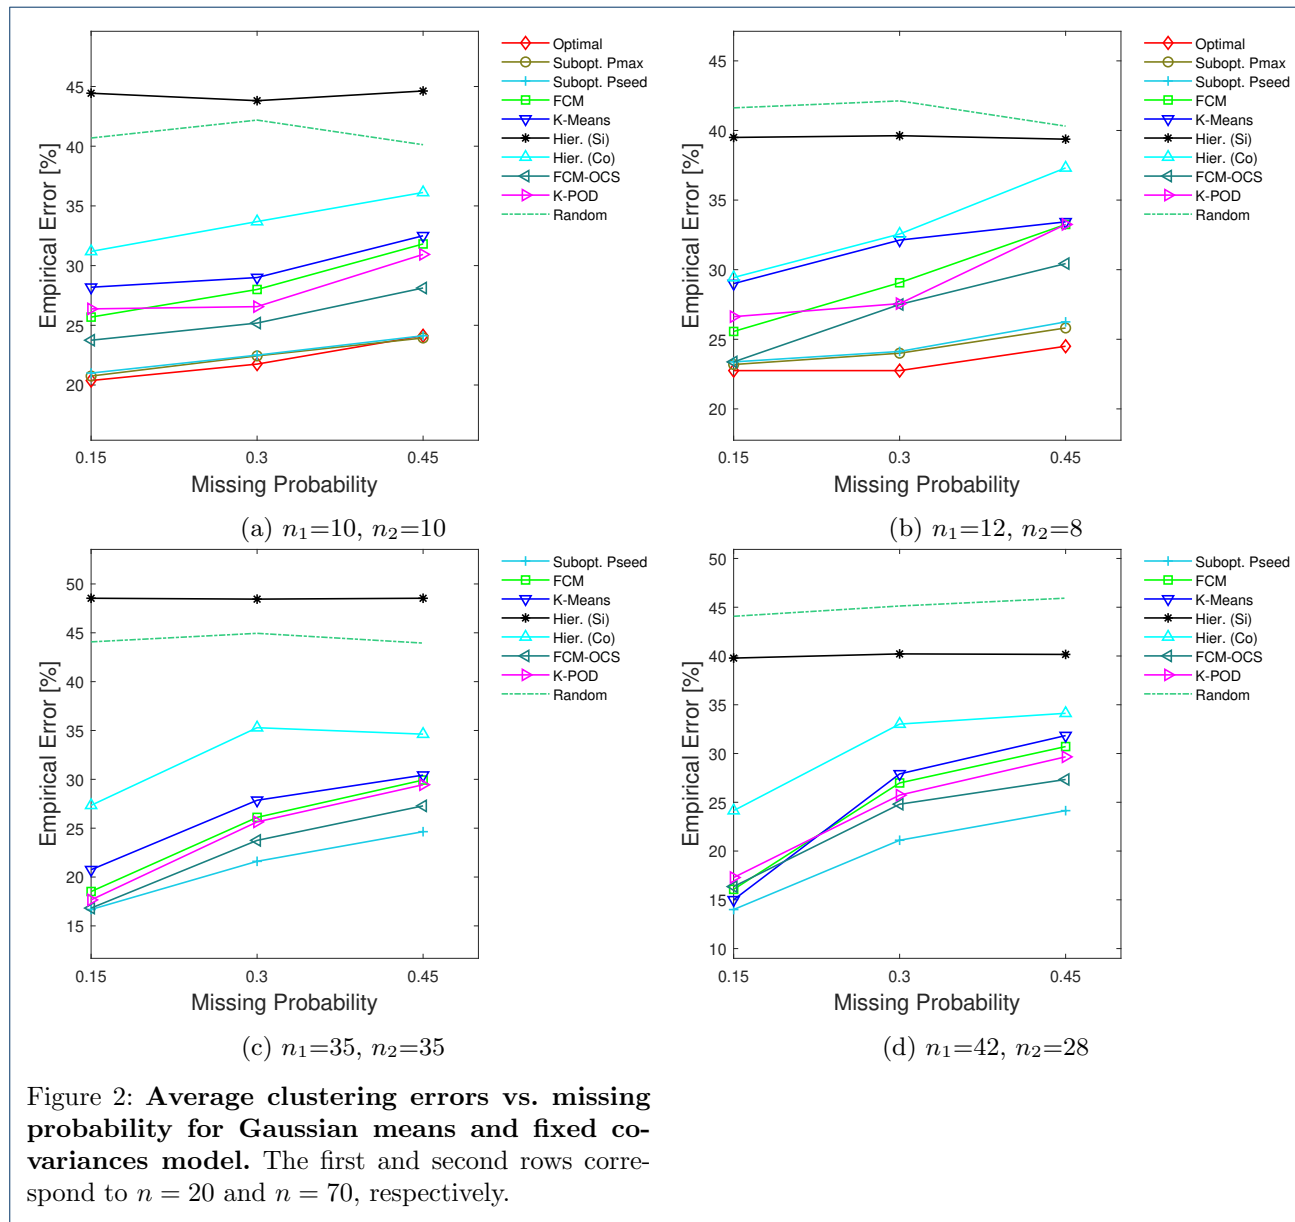 45
40
35
30
25
20
0.15
0.3
0.45
Empirical Error [%]
Missing Probability
Optimal
Subopt. Pmax
Subopt. Pseed
FCM
K-Means
Hier. (Si)
Hier. (Co)
FCM-OCS
K-POD
Random
(a) n₁=10, n₂=10
45
40
35
30
25
20
0.15
0.3
0.45
Empirical Error [%]
Missing Probability
Optimal
Subopt. Pmax
Subopt. Pseed
FCM
K-Means
Hier. (Si)
Hier. (Co)
FCM-OCS
K-POD
Random
(b) n₁=12, n₂=8
50
45
40
35
30
25
20
15
0.15
0.3
0.45
Empirical Error [%]
Missing Probability
Subopt. Pseed
FCM
K-Means
Hier. (Si)
Hier. (Co)
FCM-OCS
K-POD
Random
(c) n₁=35, n₂=35
50
45
40
35
30
25
20
15
10
0.15
0.3
0.45
Empirical Error [%]
Missing Probability
Subopt. Pseed
FCM
K-Means
Hier. (Si)
Hier. (Co)
FCM-OCS
K-POD
Random
(d) n₁=42, n₂=28
Figure 2: Average clustering errors vs. missing
probability for Gaussian means and fixed co-
variances model. The first and second rows corre-
spond to n = 20 and n = 70, respectively.